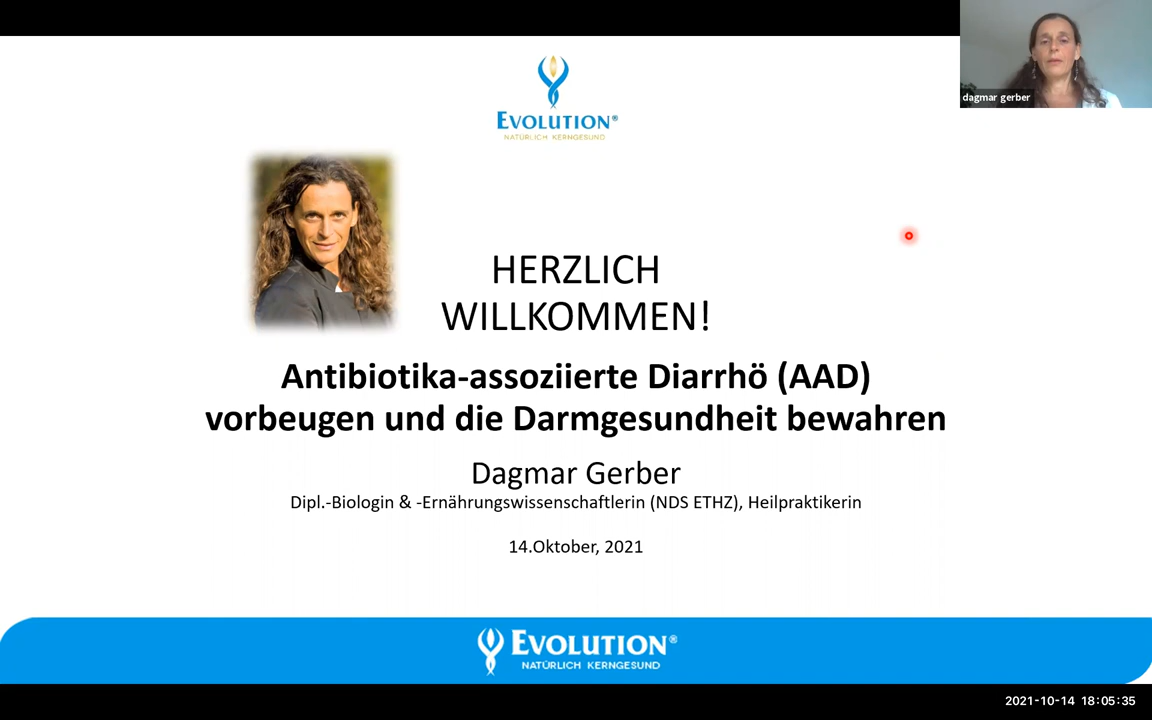 dagmar gerber
EVOLUTION®
NATÜRLICH KERNGESUND
HERZLICH
WILLKOMMEN!
Antibiotika-assoziierte Diarrhö (AAD)
vorbeugen und die Darmgesundheit bewahren
Dagmar Gerber
Dipl.-Biologin & -Ernährungswissenschaftlerin (NDS ETHZ), Heilpraktikerin
14.Oktober, 2021
EVOLUTION®
NATÜRLICH KERNGESUND
2021-10-14 18:05:35